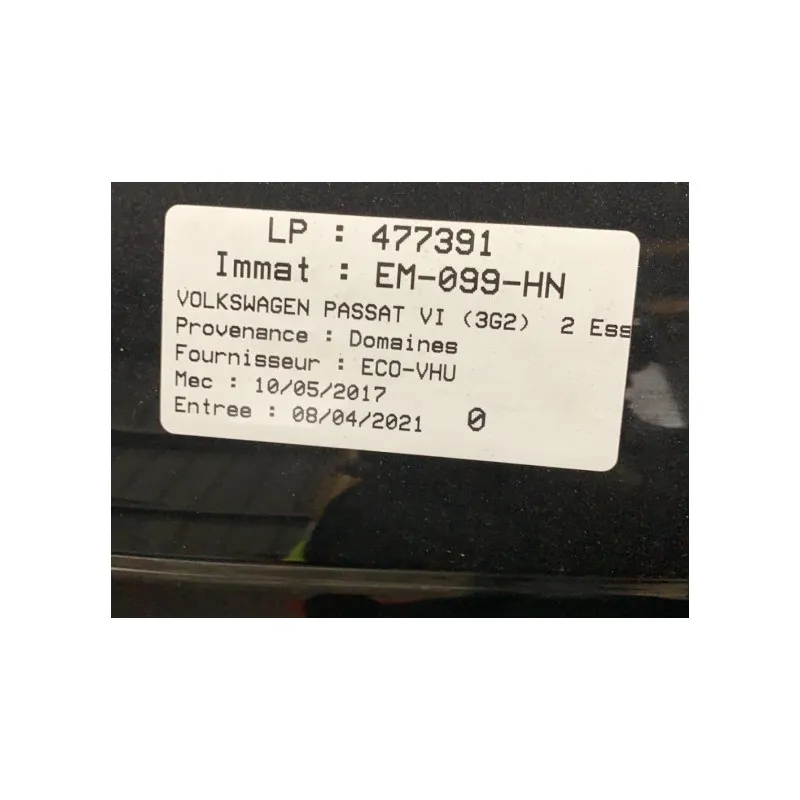 LP : 477391
Immat : EM-099-HN
VOLKSWAGEN PASSAT VI (3G2) 2 Ess
Provenance : Domaines
Fournisseur : ECO-VHU
Mec : 10/05/2017
Entree : 08/04/2021 0